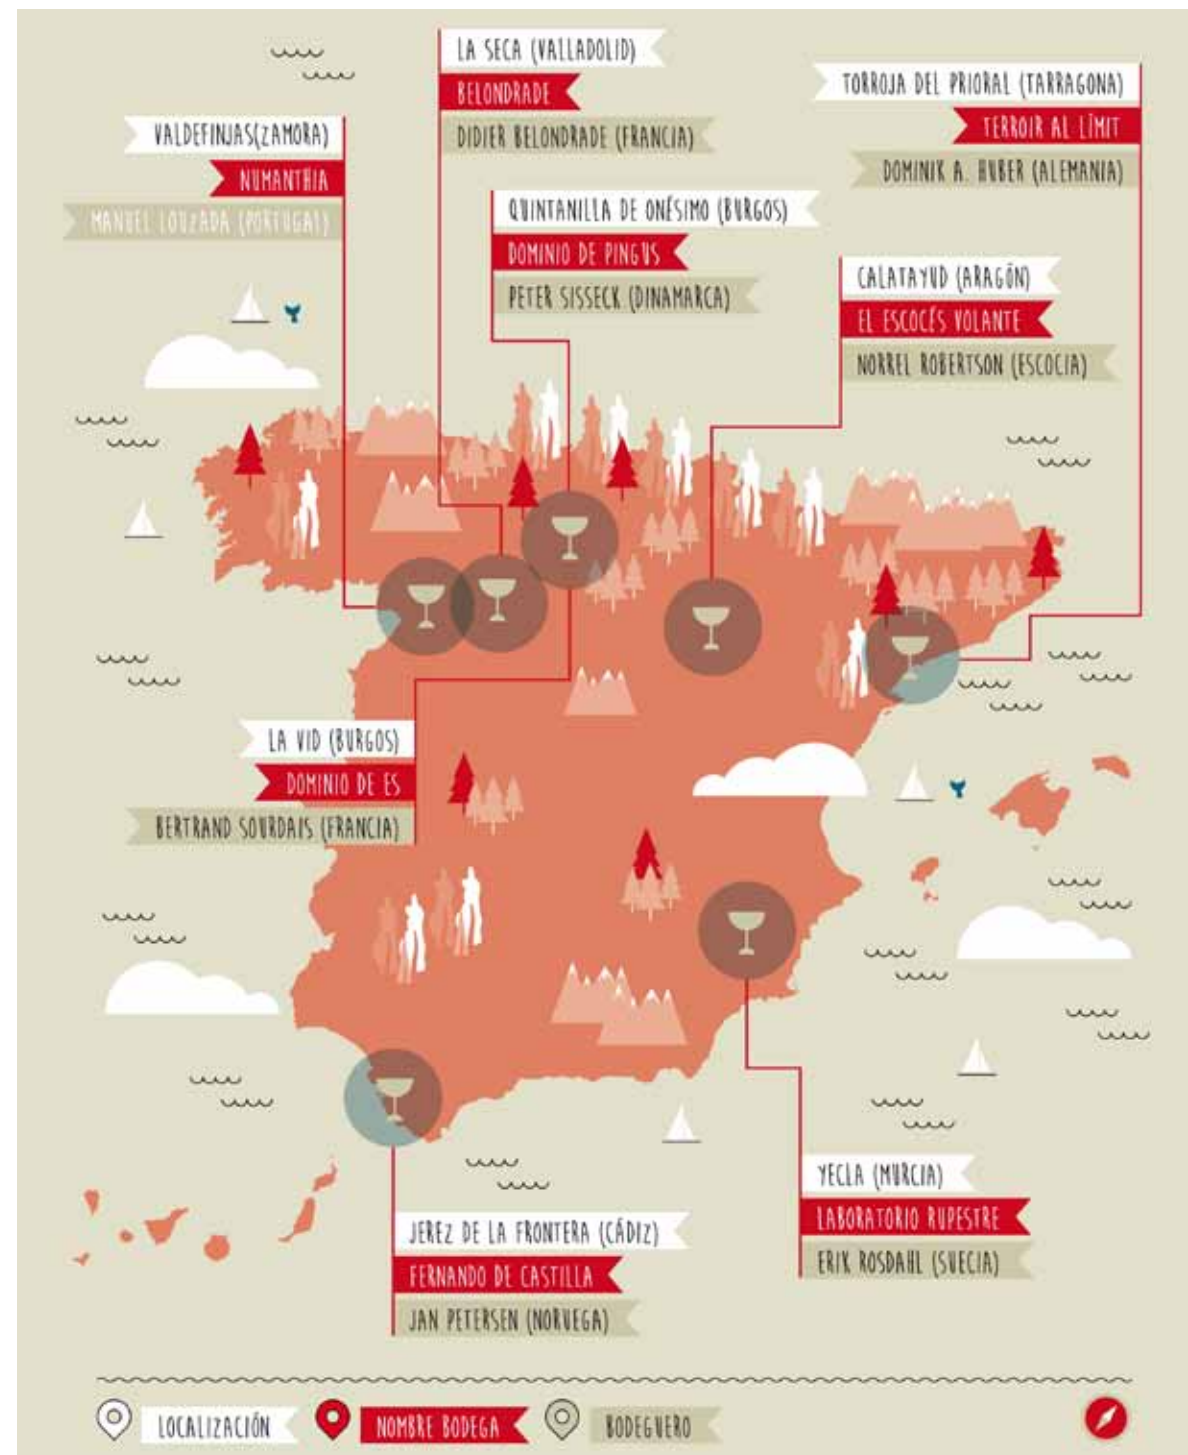 LA SECA (VALLADOLID)
BELONDRADE
DIDIER BELONDRADE (FRANCIA)
TORROJA DEL PRIORAL (TARRAGONA)
TERROIR AL LÍMIT
DOMINIK A. HUBER (ALEMANIA)
VALDEFINJAS(ZAMORA)
NUMANTHIA
MANUEL LOUZADA (PORTUGAL)
QUINTANILLA DE ONÉSIMO (BURGOS)
DOMINIO DE PINGUS
PETER SISSECK (DINAMARCA)
CALATAYUD (ARAGÓN)
EL ESCOCÉS VOLANTE
NORREL ROBERTSON (ESCOCIA)
LA VID (BURGOS)
DOMINIO DE ES
BERTRAND SOURDAIS (FRANCIA)
YECLA (MURCIA)
LABORATORIO RUPESTRE
ERIK ROSDAHL (SUECIA)
JEREZ DE LA FRONTERA (CÁDIZ)
FERNANDO DE CASTILLA
JAN PETERSEN (NORUEGA)
LOCALIZACIÓN
NOMBRE BODEGA
BODEGUERO